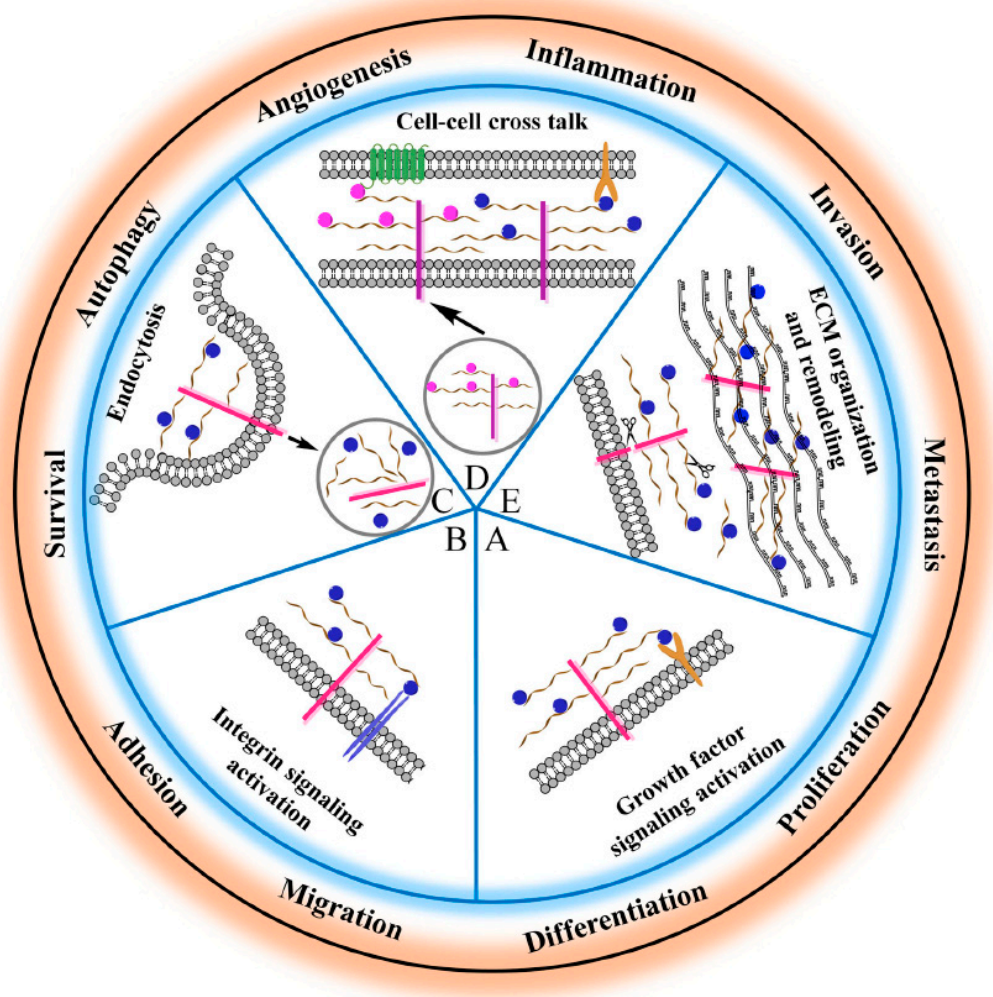 Angiogenesis
Inflammation
Invasion
Metastasis
Proliferation
Differentiation
Migration
Adhesion
Survival
Autophagy
Cell-cell cross talk
ECM organization
and remodeling
Growth factor
signaling activation
Integrin signaling
activation
Endocytosis
D
C
E
B
A